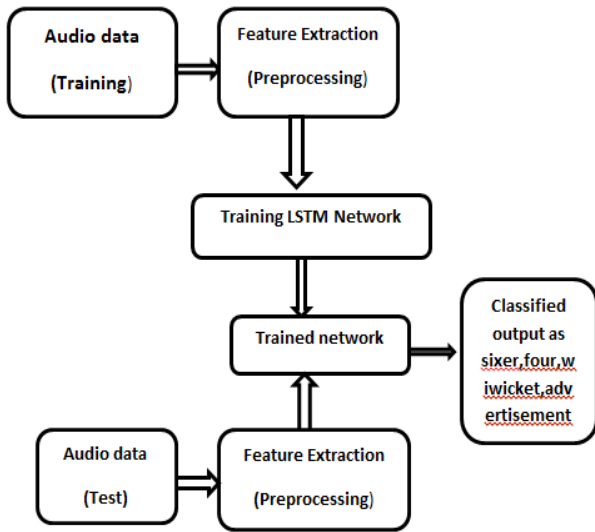 Audio data
(Training)
Feature Extraction
(Preprocessing)
Training LSTM Network
Trained network
Classified
output as
sixer,four,w
iwicket,adv
ertisement
Audio data
(Test)
Feature Extraction
(Preprocessing)